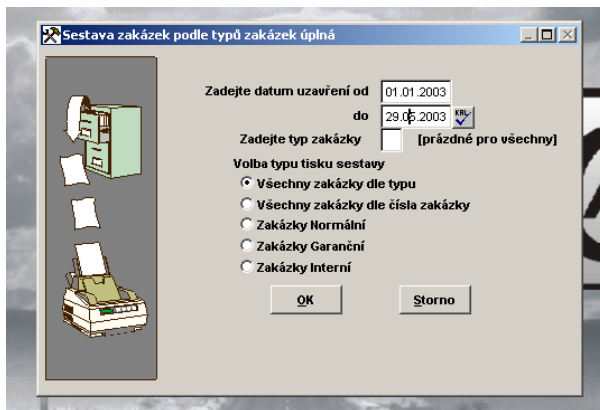 Sestava zakázek podle typů zakázek úplná
Zadejte datum uzavření od 01.01.2003
do 29.05.2003 KAL
Zadejte typ zakázky [prázdné pro všechny]
Volba typu tisku sestavy
Všechny zakázky dle typu
Všechny zakázky dle čísla zakázky
Zakázky Normální
Zakázky Garanční
Zakázky Interní
OK Storno